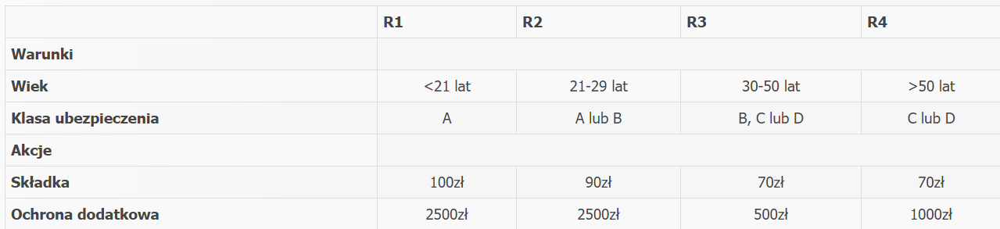 R1 R2 R3 R4
Warunki
Wiek <21 lat 21-29 lat 30-50 lat >50 lat
Klasa ubezpieczenia A A lub B B, C lub D C lub D
Akcje
Składka 100zł 90zł 70zł 70zł
Ochrona dodatkowa 2500zł 2500zł 500zł 1000zł